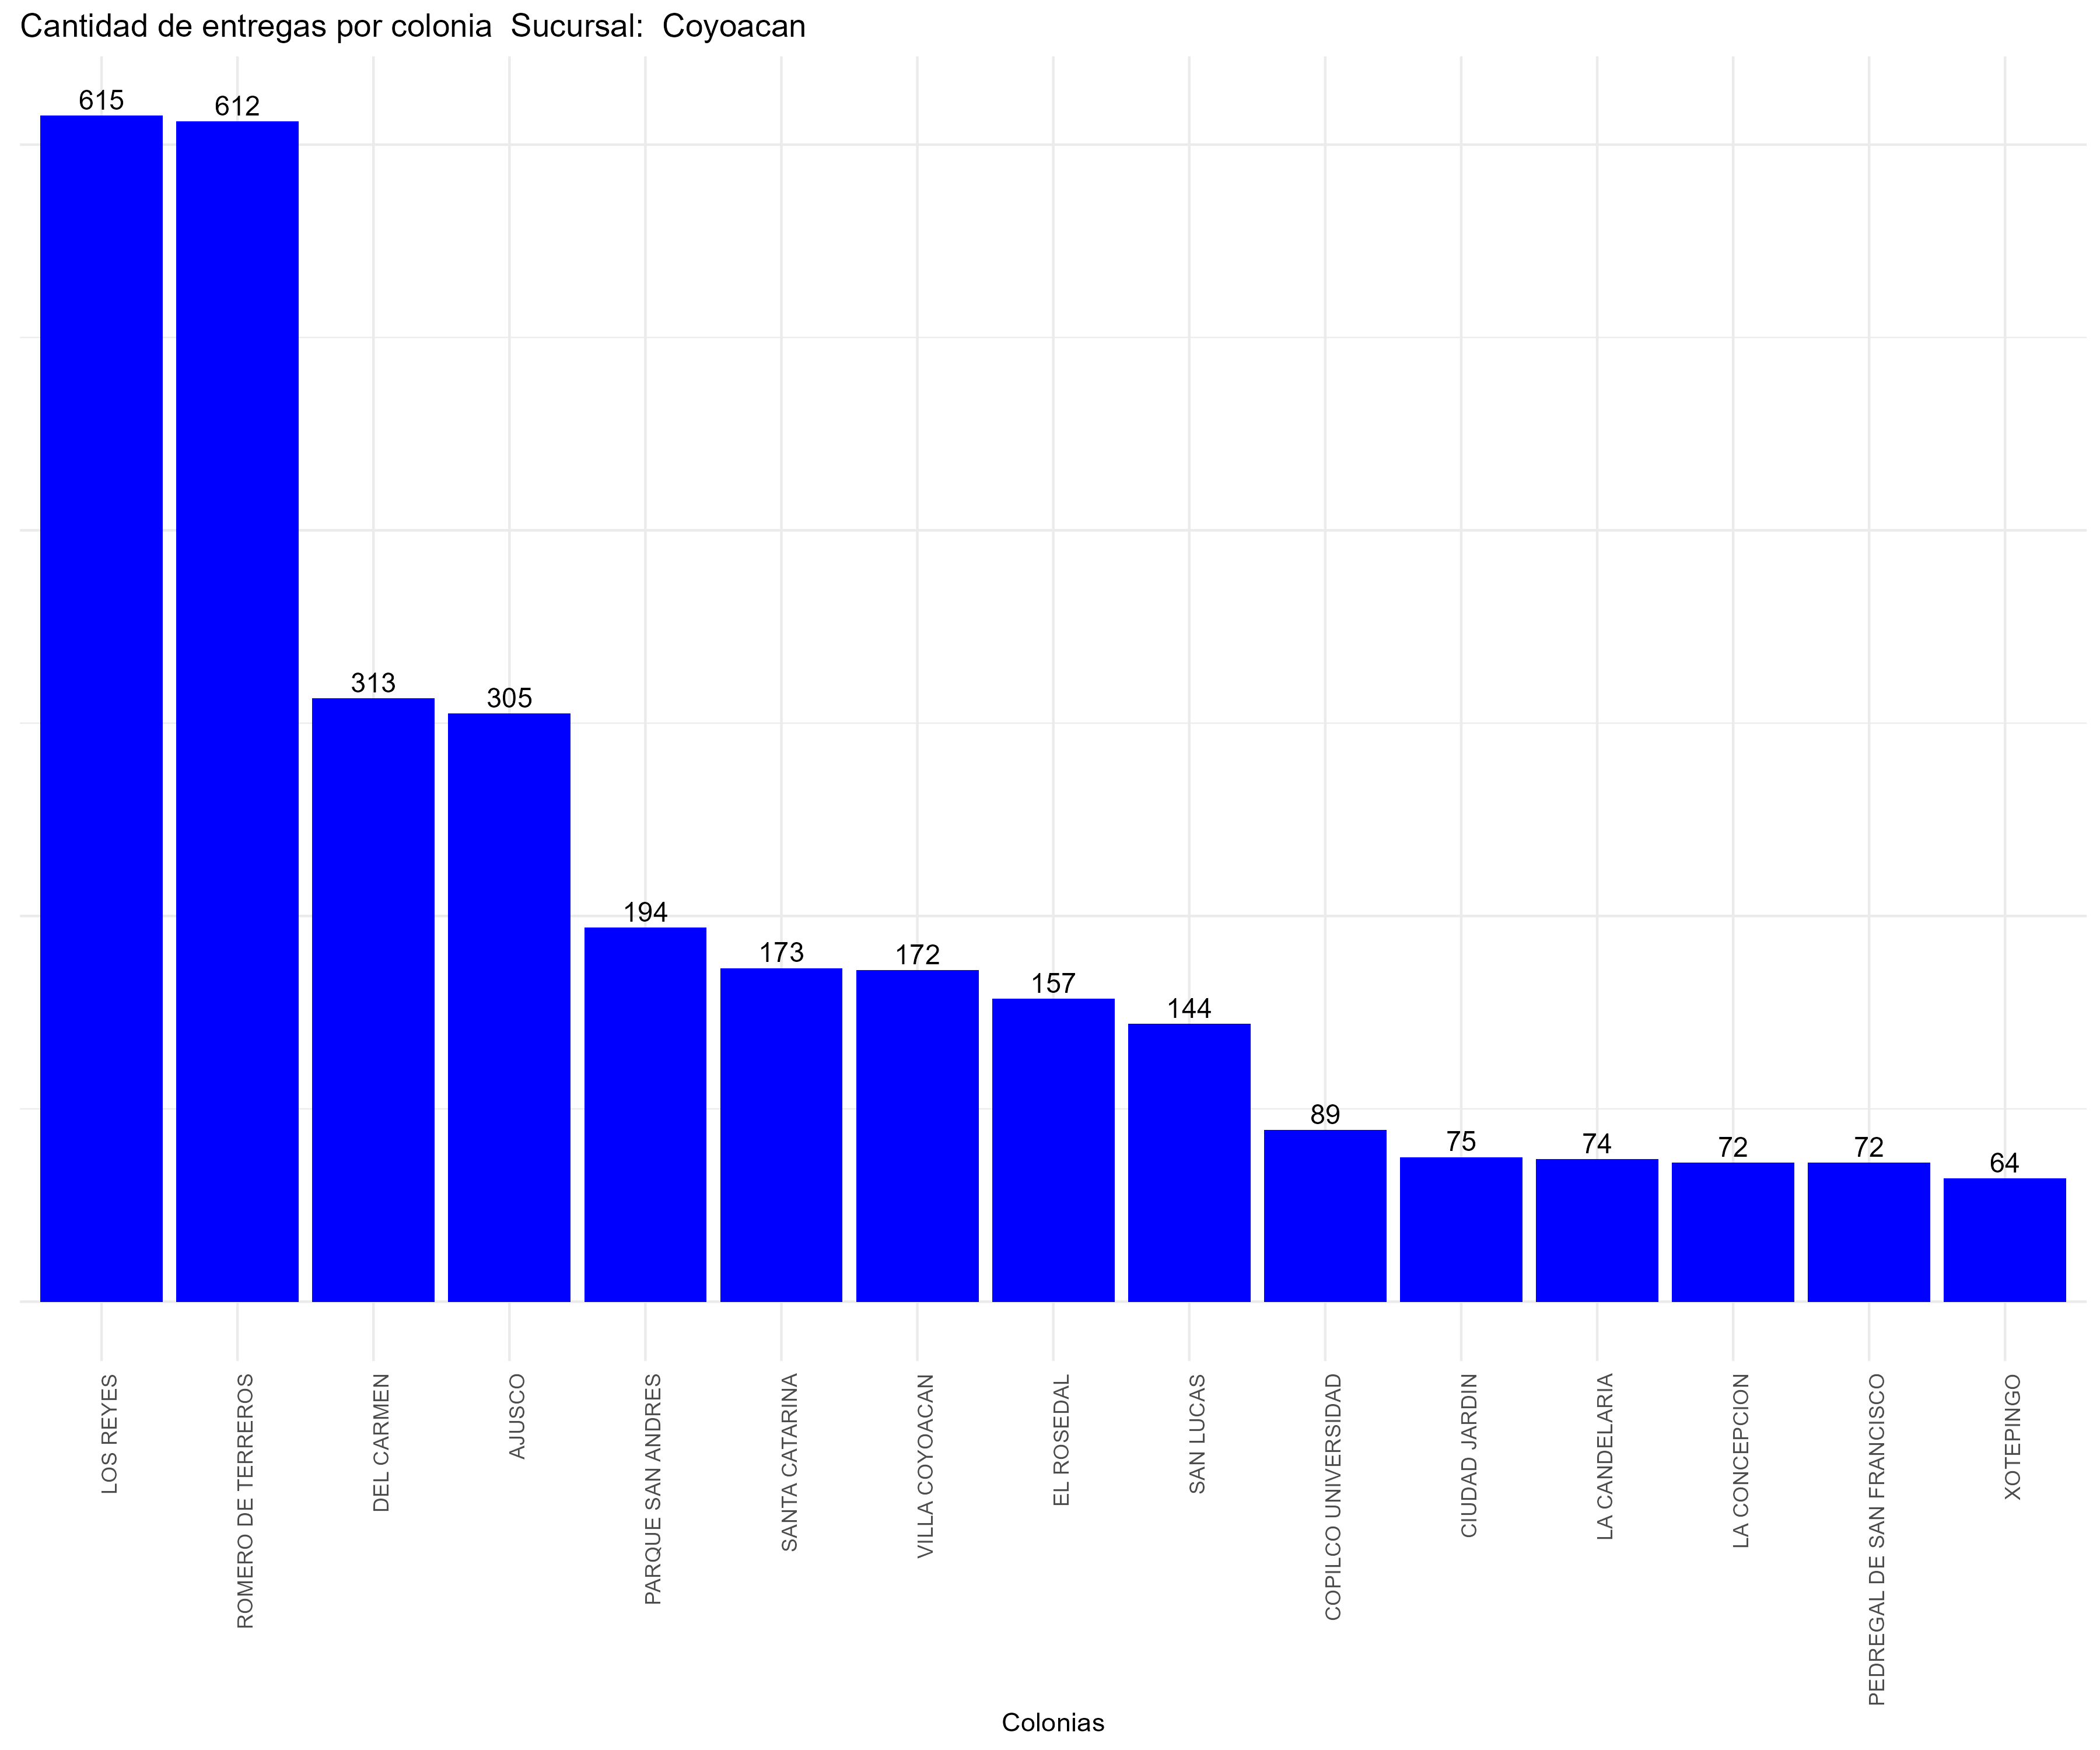 Cantidad de entregas por colonia  Sucursal:  Coyoacan
615
612
313
305
194
173
172
157
144
89
75
74
72
72
64
LOS REYES
ROMERO DE TERREROS
DEL CARMEN
AJUSCO
PARQUE SAN ANDRES
SANTA CATARINA
VILLA COYOACAN
EL ROSEDAL
SAN LUCAS
COPILCO UNIVERSIDAD
CIUDAD JARDIN
LA CANDELARIA
LA CONCEPCION
PEDREGAL DE SAN FRANCISCO
XOTEPINGO
Colonias